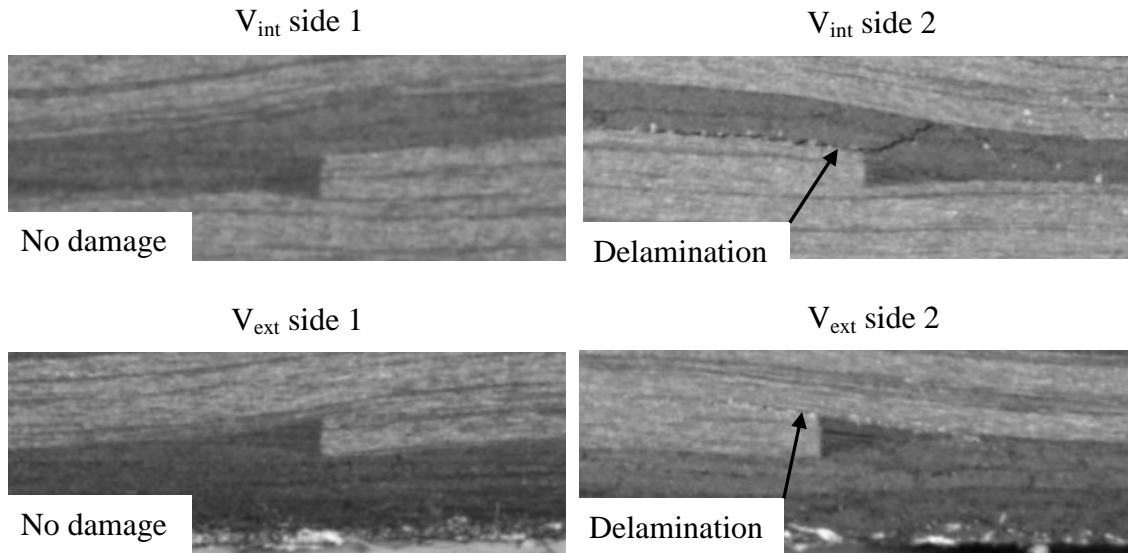 V_int side 1
V_int side 2
No damage
Delamination
V_ext side 1
V_ext side 2
No damage
Delamination